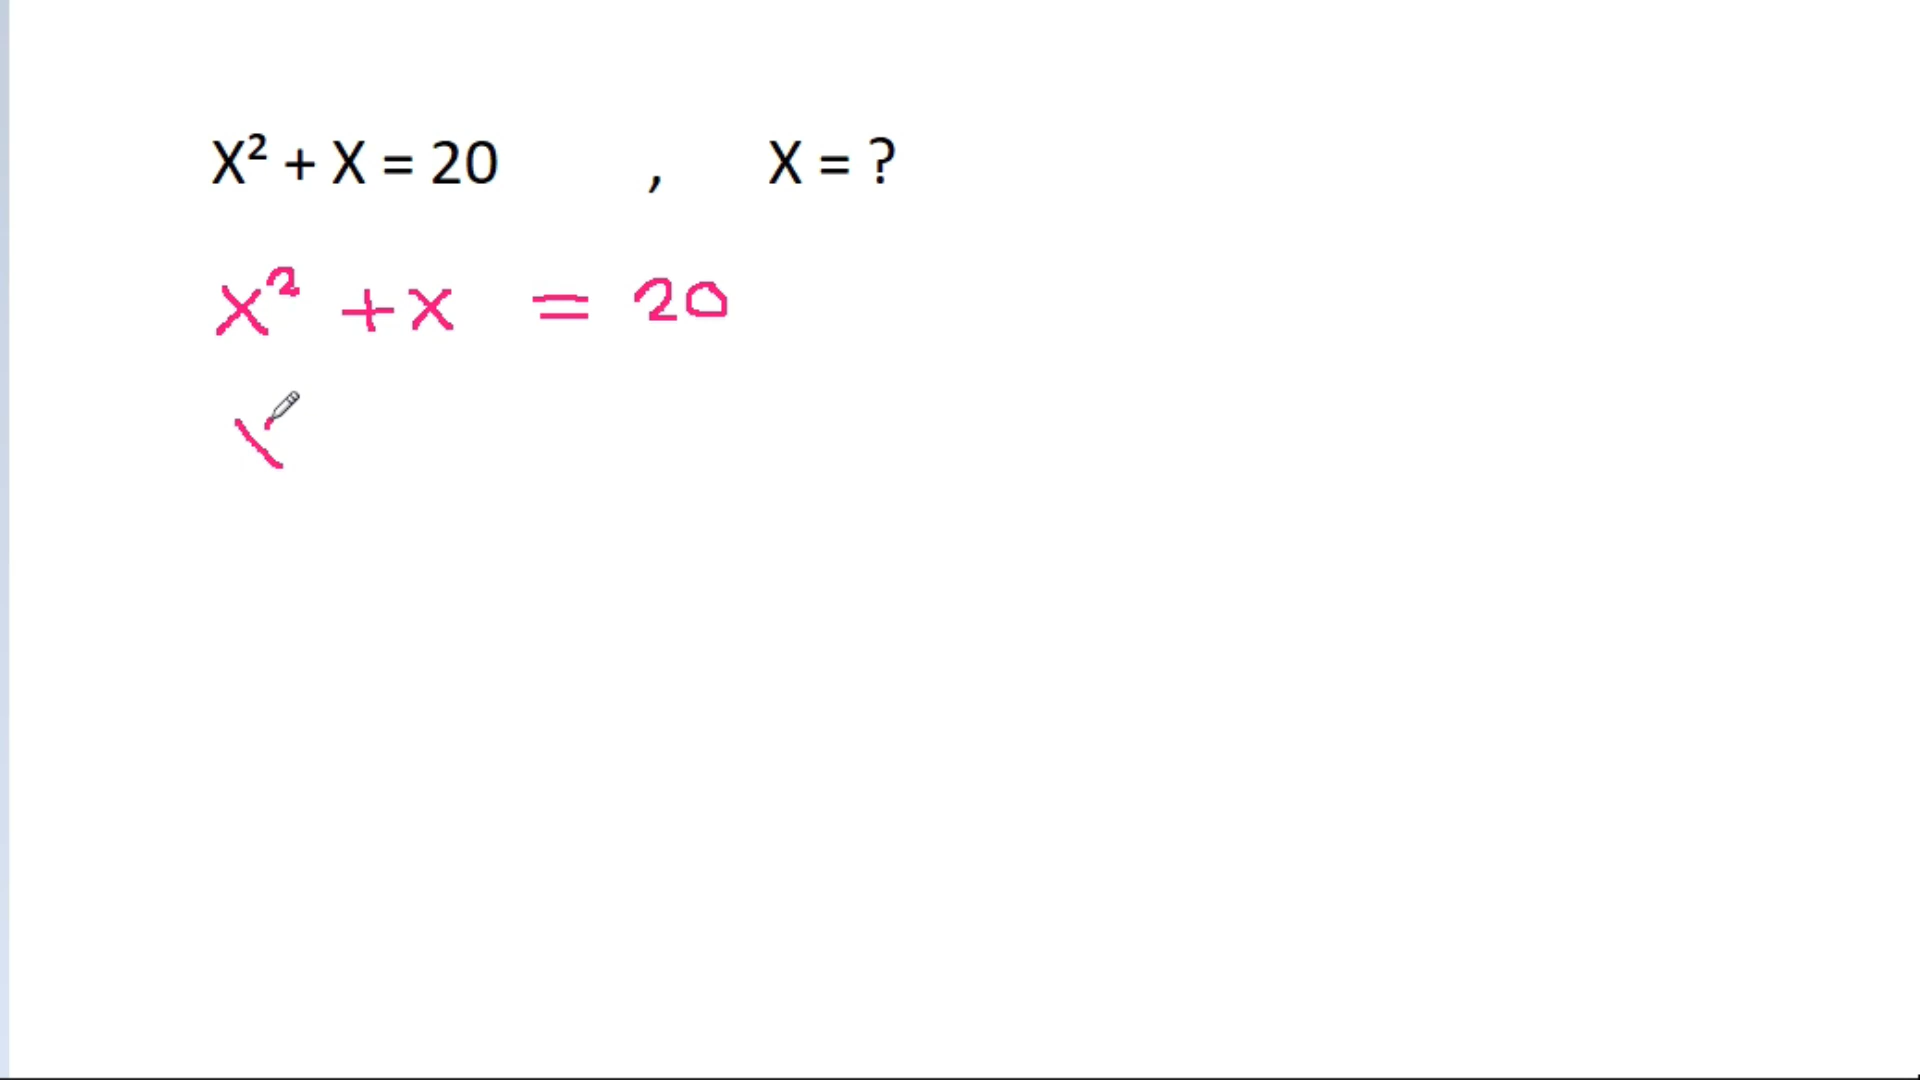 X² + X = 20 , X = ?
x² + x = 20
x